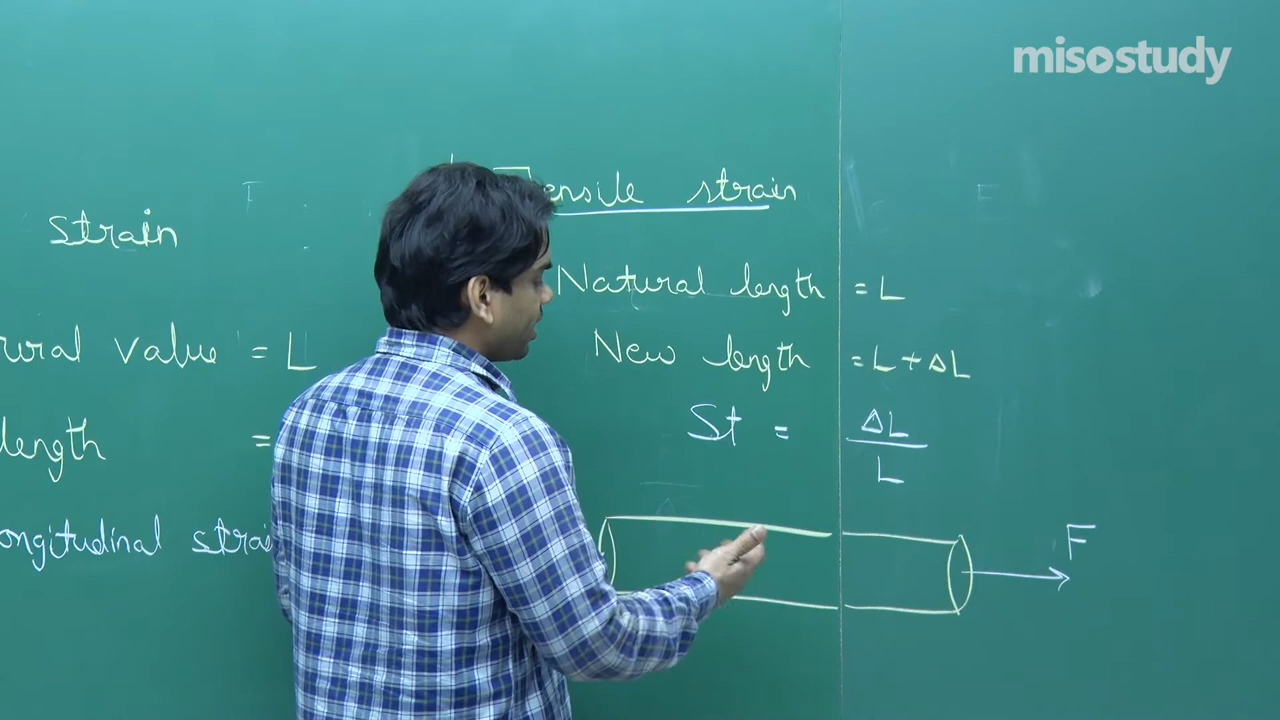 misostudy
Strain
ural value = L
length =
ongitudinal strai
Tensile strain
Natural length = L
New length = L + ΔL
St = ΔL
L
F